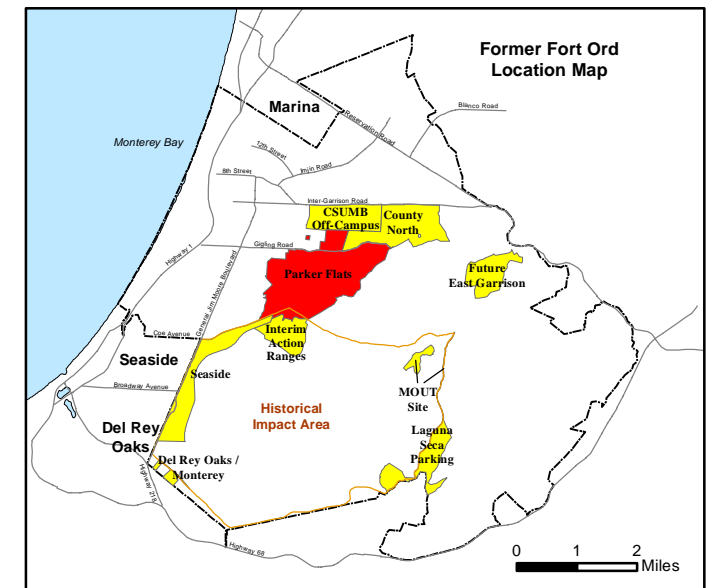 Former Fort Ord
Location Map
Marina
Blanco Road
Reservation Road
Monterey Bay
12th Street
8th Street
Imjin Road
Inter-Garrison Road
CSUMB
Off-Campus
County
North
Gigling Road
Highway 1
General Jim Moore Boulevard
Parker Flats
Future
East Garrison
Coe Avenue
Interim
Action
Ranges
Seaside
Seaside
Broadway Avenue
MOUT
Site
Historical
Impact Area
Del Rey
Oaks
Laguna
Seca
Parking
Del Rey Oaks /
Monterey
Highway 218
Highway 68
0 1 2
Miles